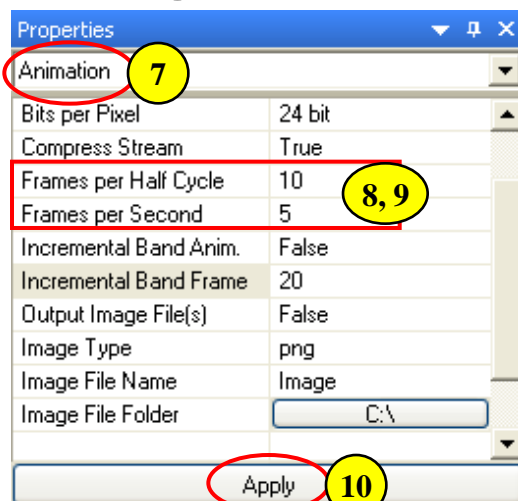 Properties
Animation 7
Bits per Pixel 24 bit
Compress Stream True
Frames per Half Cycle 10
8, 9
Frames per Second 5
Incremental Band Anim. False
Incremental Band Frame 20
Output Image File(s) False
Image Type png
Image File Name Image
Image File Folder C:\
Apply 10